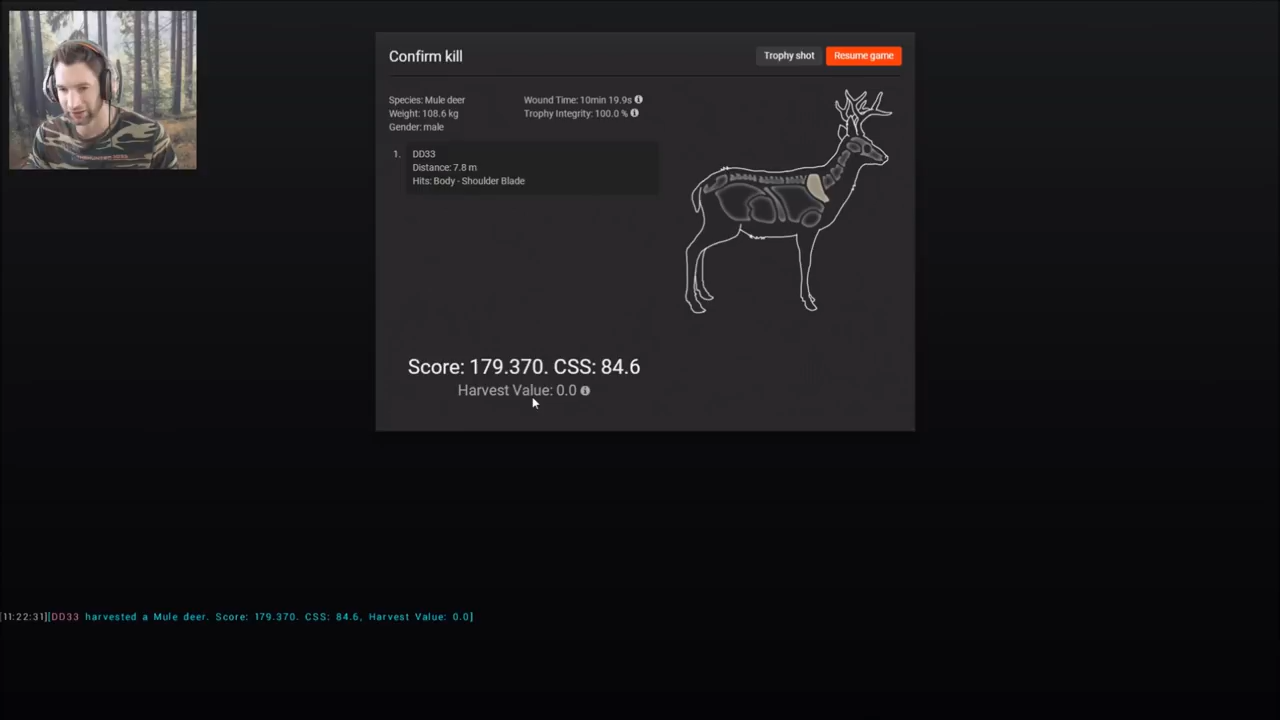 Confirm kill
Trophy shot
Resume game
Species: Mule deer
Weight: 108.6 kg
Gender: male
Wound Time: 10min 19.9s
Trophy Integrity: 100.0 %
1.
DD33
Distance: 7.8 m
Hits: Body - Shoulder Blade
Score: 179.370. CSS: 84.6
Harvest Value: 0.0
[11:22:31][DD33 harvested a Mule deer. Score: 179.370. CSS: 84.6, Harvest Value: 0.0]